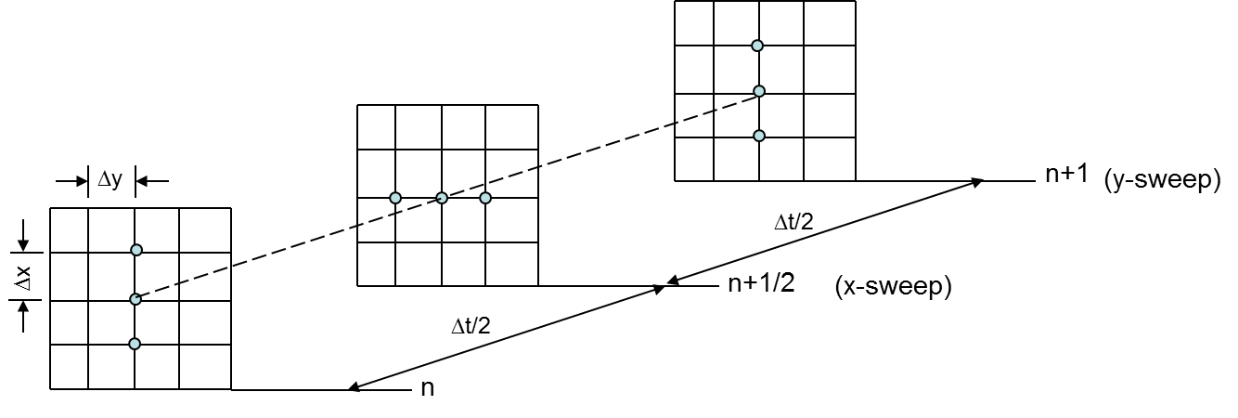 n+1 (y-sweep)
Δy
Δt/2
Δx
n+1/2 (x-sweep)
Δt/2
n